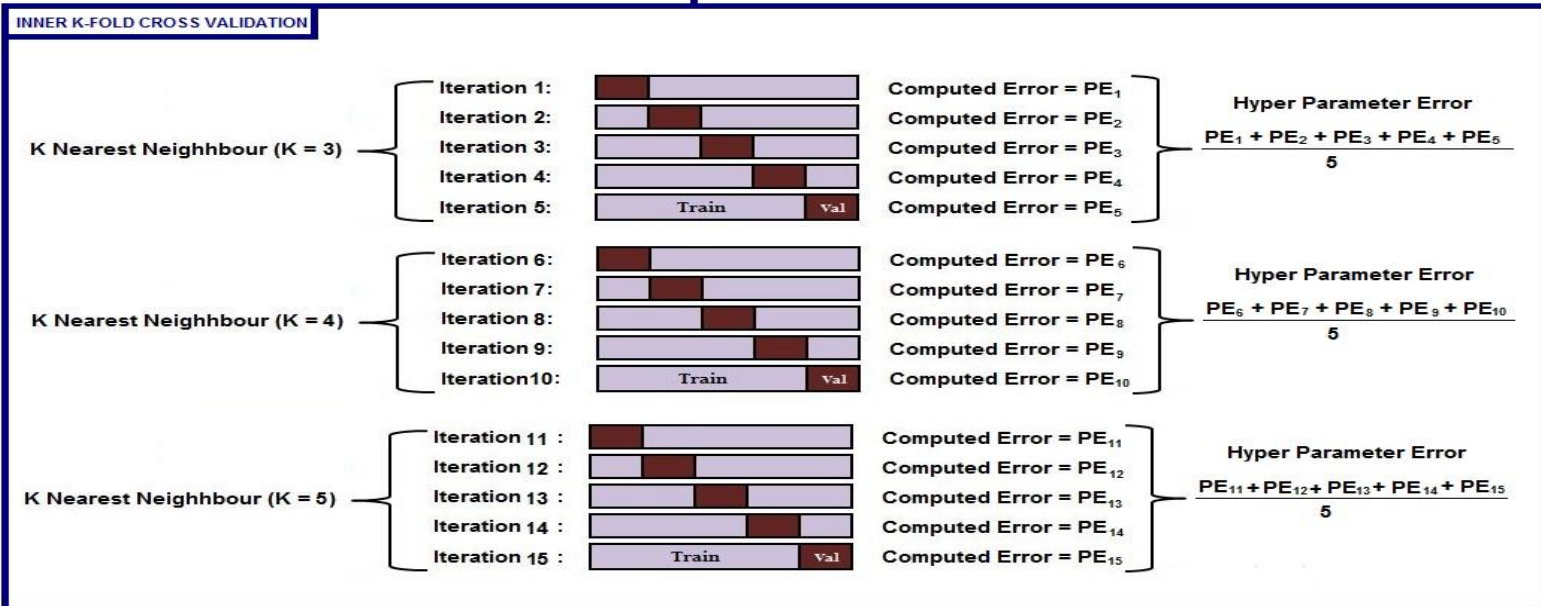 INNER K-FOLD CROSS VALIDATION
K Nearest Neighhbour (K = 3)
Iteration 1: Computed Error = PE₁
Iteration 2: Computed Error = PE₂
Iteration 3: Computed Error = PE₃
Iteration 4: Computed Error = PE₄
Iteration 5: Train Val Computed Error = PE₅
Hyper Parameter Error
PE₁ + PE₂ + PE₃ + PE₄ + PE₅
5
K Nearest Neighhbour (K = 4)
Iteration 6: Computed Error = PE₆
Iteration 7: Computed Error = PE₇
Iteration 8: Computed Error = PE₈
Iteration 9: Computed Error = PE₉
Iteration10: Train Val Computed Error = PE₁₀
Hyper Parameter Error
PE₆ + PE₇ + PE₈ + PE₉ + PE₁₀
5
K Nearest Neighhbour (K = 5)
Iteration 11 : Computed Error = PE₁₁
Iteration 12 : Computed Error = PE₁₂
Iteration 13 : Computed Error = PE₁₃
Iteration 14 : Computed Error = PE₁₄
Iteration 15 : Train Val Computed Error = PE₁₅
Hyper Parameter Error
PE₁₁ + PE₁₂ + PE₁₃ + PE₁₄ + PE₁₅
5